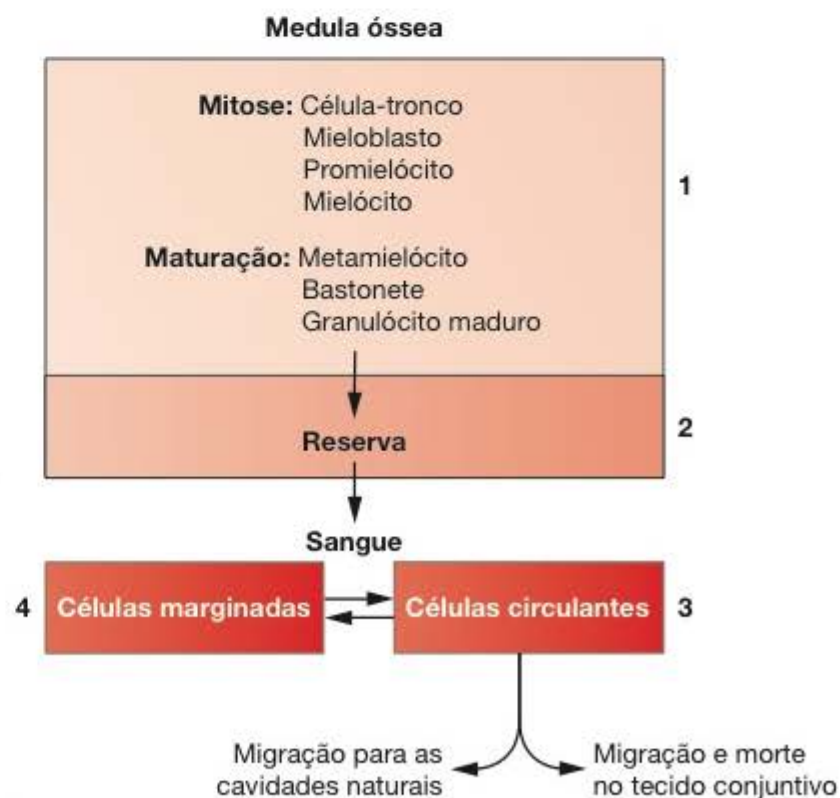 Medula óssea
Mitose: Célula-tronco
Mieloblasto
Promielócito
Mielócito
1
Maturação: Metamielócito
Bastonete
Granulócito maduro
Reserva
2
Sangue
4 Células marginadas
Células circulantes 3
Migração para as
cavidades naturais
Migração e morte
no tecido conjuntivo